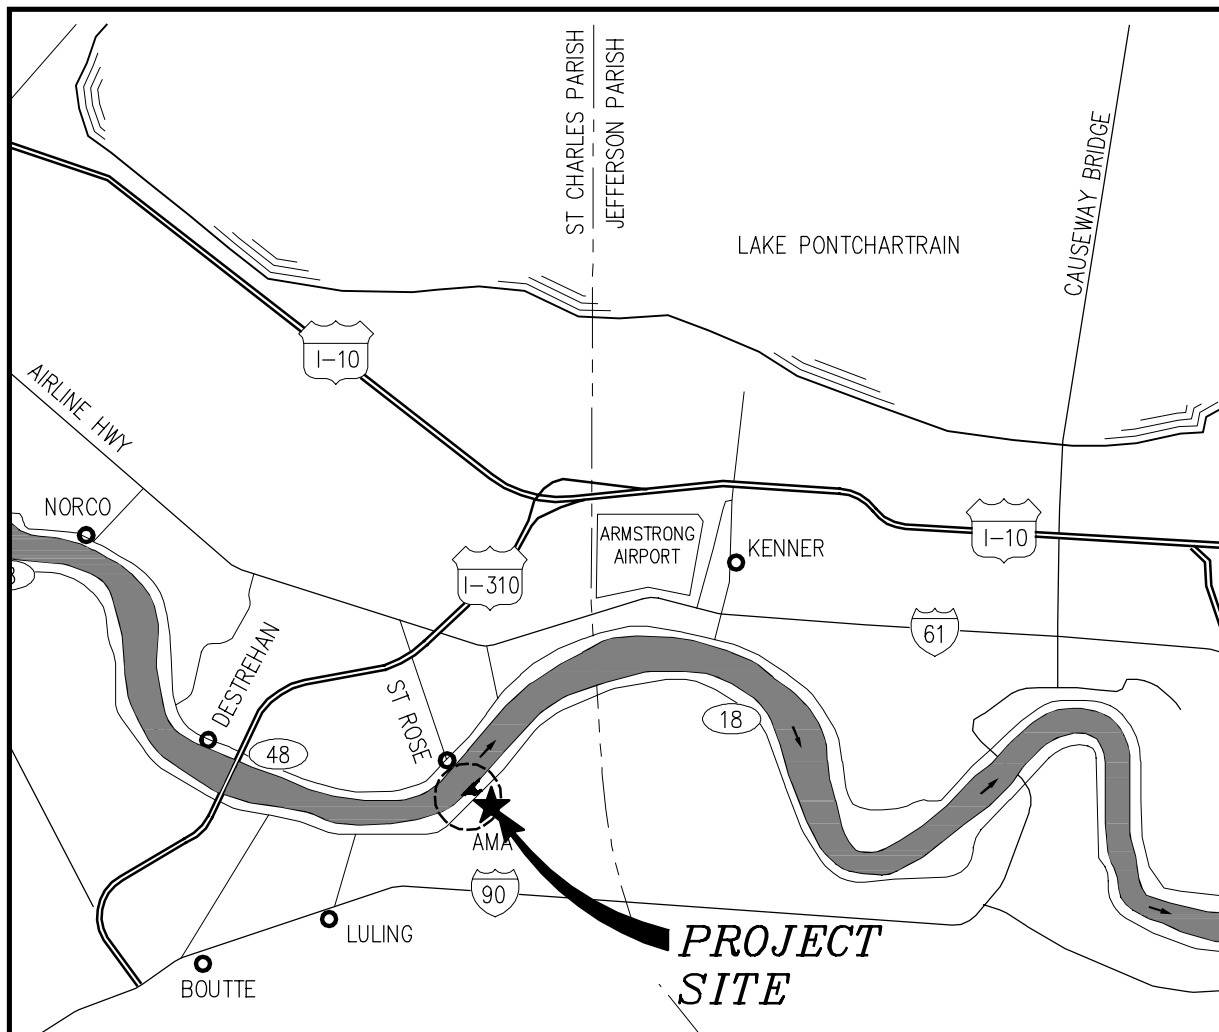 ST CHARLES PARISH
JEFFERSON PARISH
CAUSEWAY BRIDGE
LAKE PONTCHARTRAIN
I-10
AIRLINE HWY
NORCO
ARMSTRONG
AIRPORT
KENNER
I-10
I-310
61
DESTREHAN
ST ROSE
18
48
AMA
90
LULING
PROJECT
SITE
BOUTTE